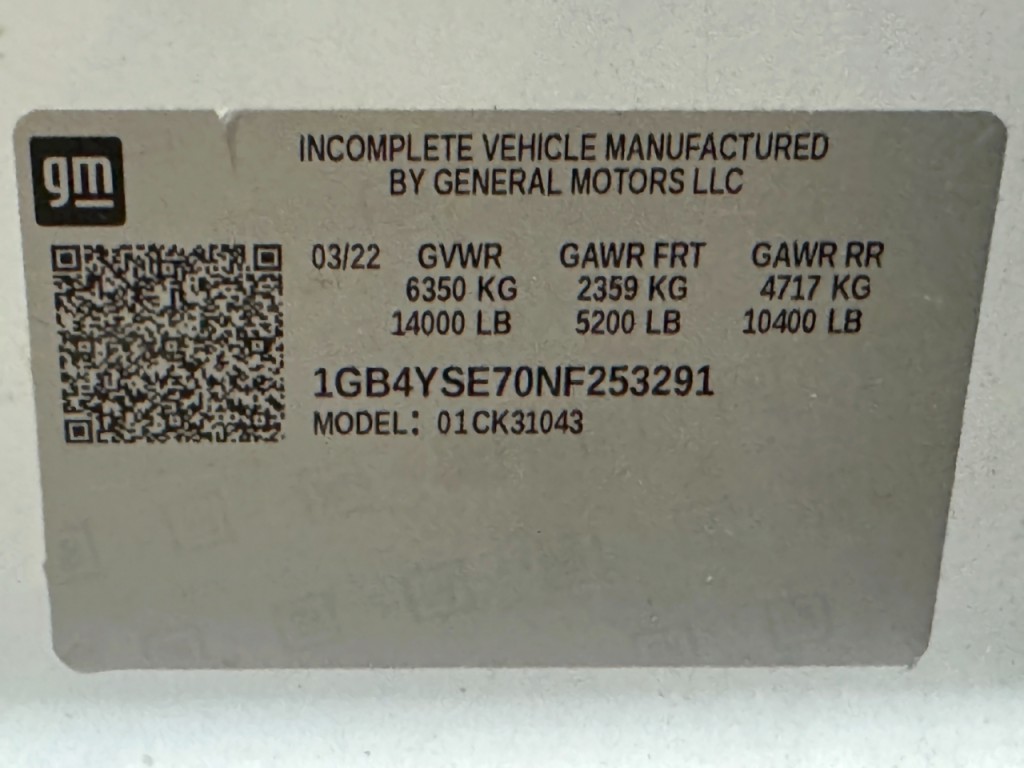 gm
INCOMPLETE VEHICLE MANUFACTURED
BY GENERAL MOTORS LLC
03/22 GVWR GAWR FRT GAWR RR
6350 KG 2359 KG 4717 KG
14000 LB 5200 LB 10400 LB
1GB4YSE70NF253291
MODEL: 01CK31043